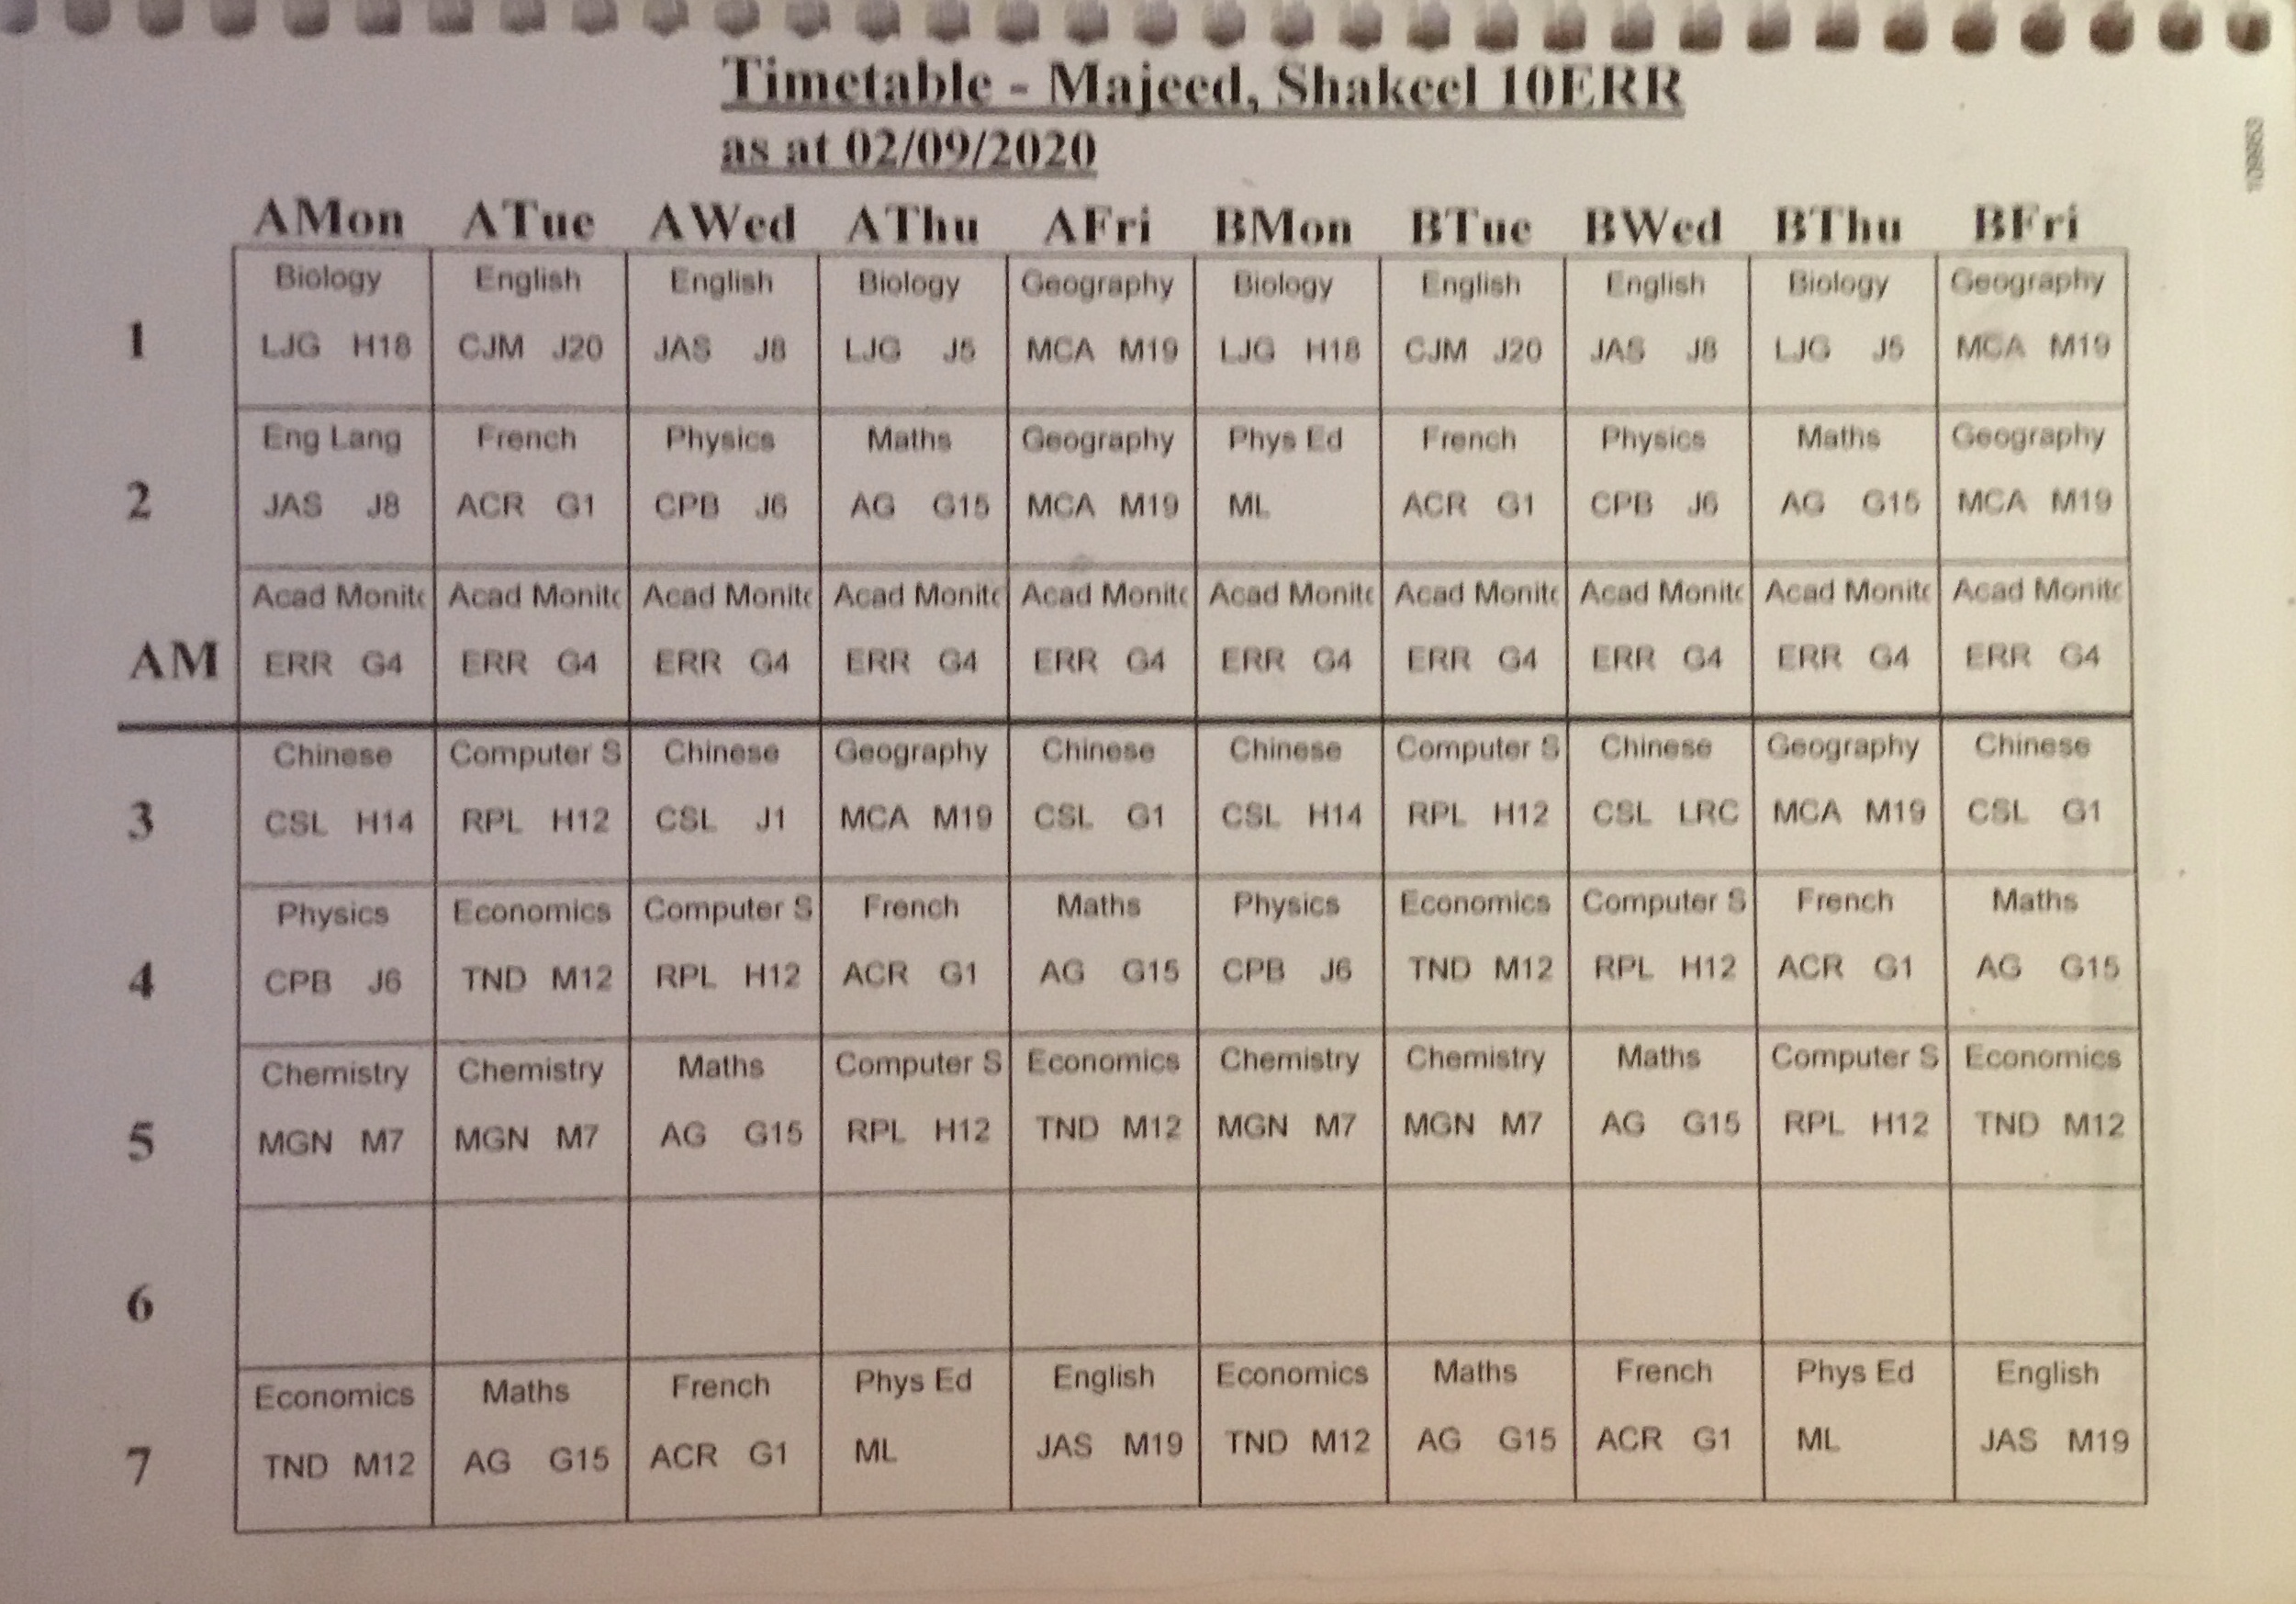 Timetable - Majeed, Shakeel 10ERR
as at 02/09/2020
AMon ATue AWed AThu AFri BMon BTue BWed BThu BFri
Biology English English Biology Geography Biology English English Biology Geography
1 LJG H18 CJM J20 JAS J8 LJG J5 MCA M19 LJG H18 CJM J20 JAS J8 LJG J5 MCA M19
Eng Lang French Physics Maths Geography Phys Ed French Physics Maths Geography
2 JAS J8 ACR G1 CPB J6 AG G15 MCA M19 ML ACR G1 CPB J6 AG G15 MCA M19
Acad Monito Acad Monito Acad Monito Acad Monito Acad Monito Acad Monito Acad Monito Acad Monito Acad Monito Acad Monito
AM ERR G4 ERR G4 ERR G4 ERR G4 ERR G4 ERR G4 ERR G4 ERR G4 ERR G4 ERR G4
Chinese Computer S Chinese Geography Chinese Chinese Computer S Chinese Geography Chinese
3 CSL H14 RPL H12 CSL J1 MCA M19 CSL G1 CSL H14 RPL H12 CSL LRC MCA M19 CSL G1
Physics Economics Computer S French Maths Physics Economics Computer S French Maths
4 CPB J6 TND M12 RPL H12 ACR G1 AG G15 CPB J6 TND M12 RPL H12 ACR G1 AG G15
Chemistry Chemistry Maths Computer S Economics Chemistry Chemistry Maths Computer S Economics
5 MGN M7 MGN M7 AG G15 RPL H12 TND M12 MGN M7 MGN M7 AG G15 RPL H12 TND M12
6
Economics Maths French Phys Ed English Economics Maths French Phys Ed English
7 TND M12 AG G15 ACR G1 ML JAS M19 TND M12 AG G15 ACR G1 ML JAS M19